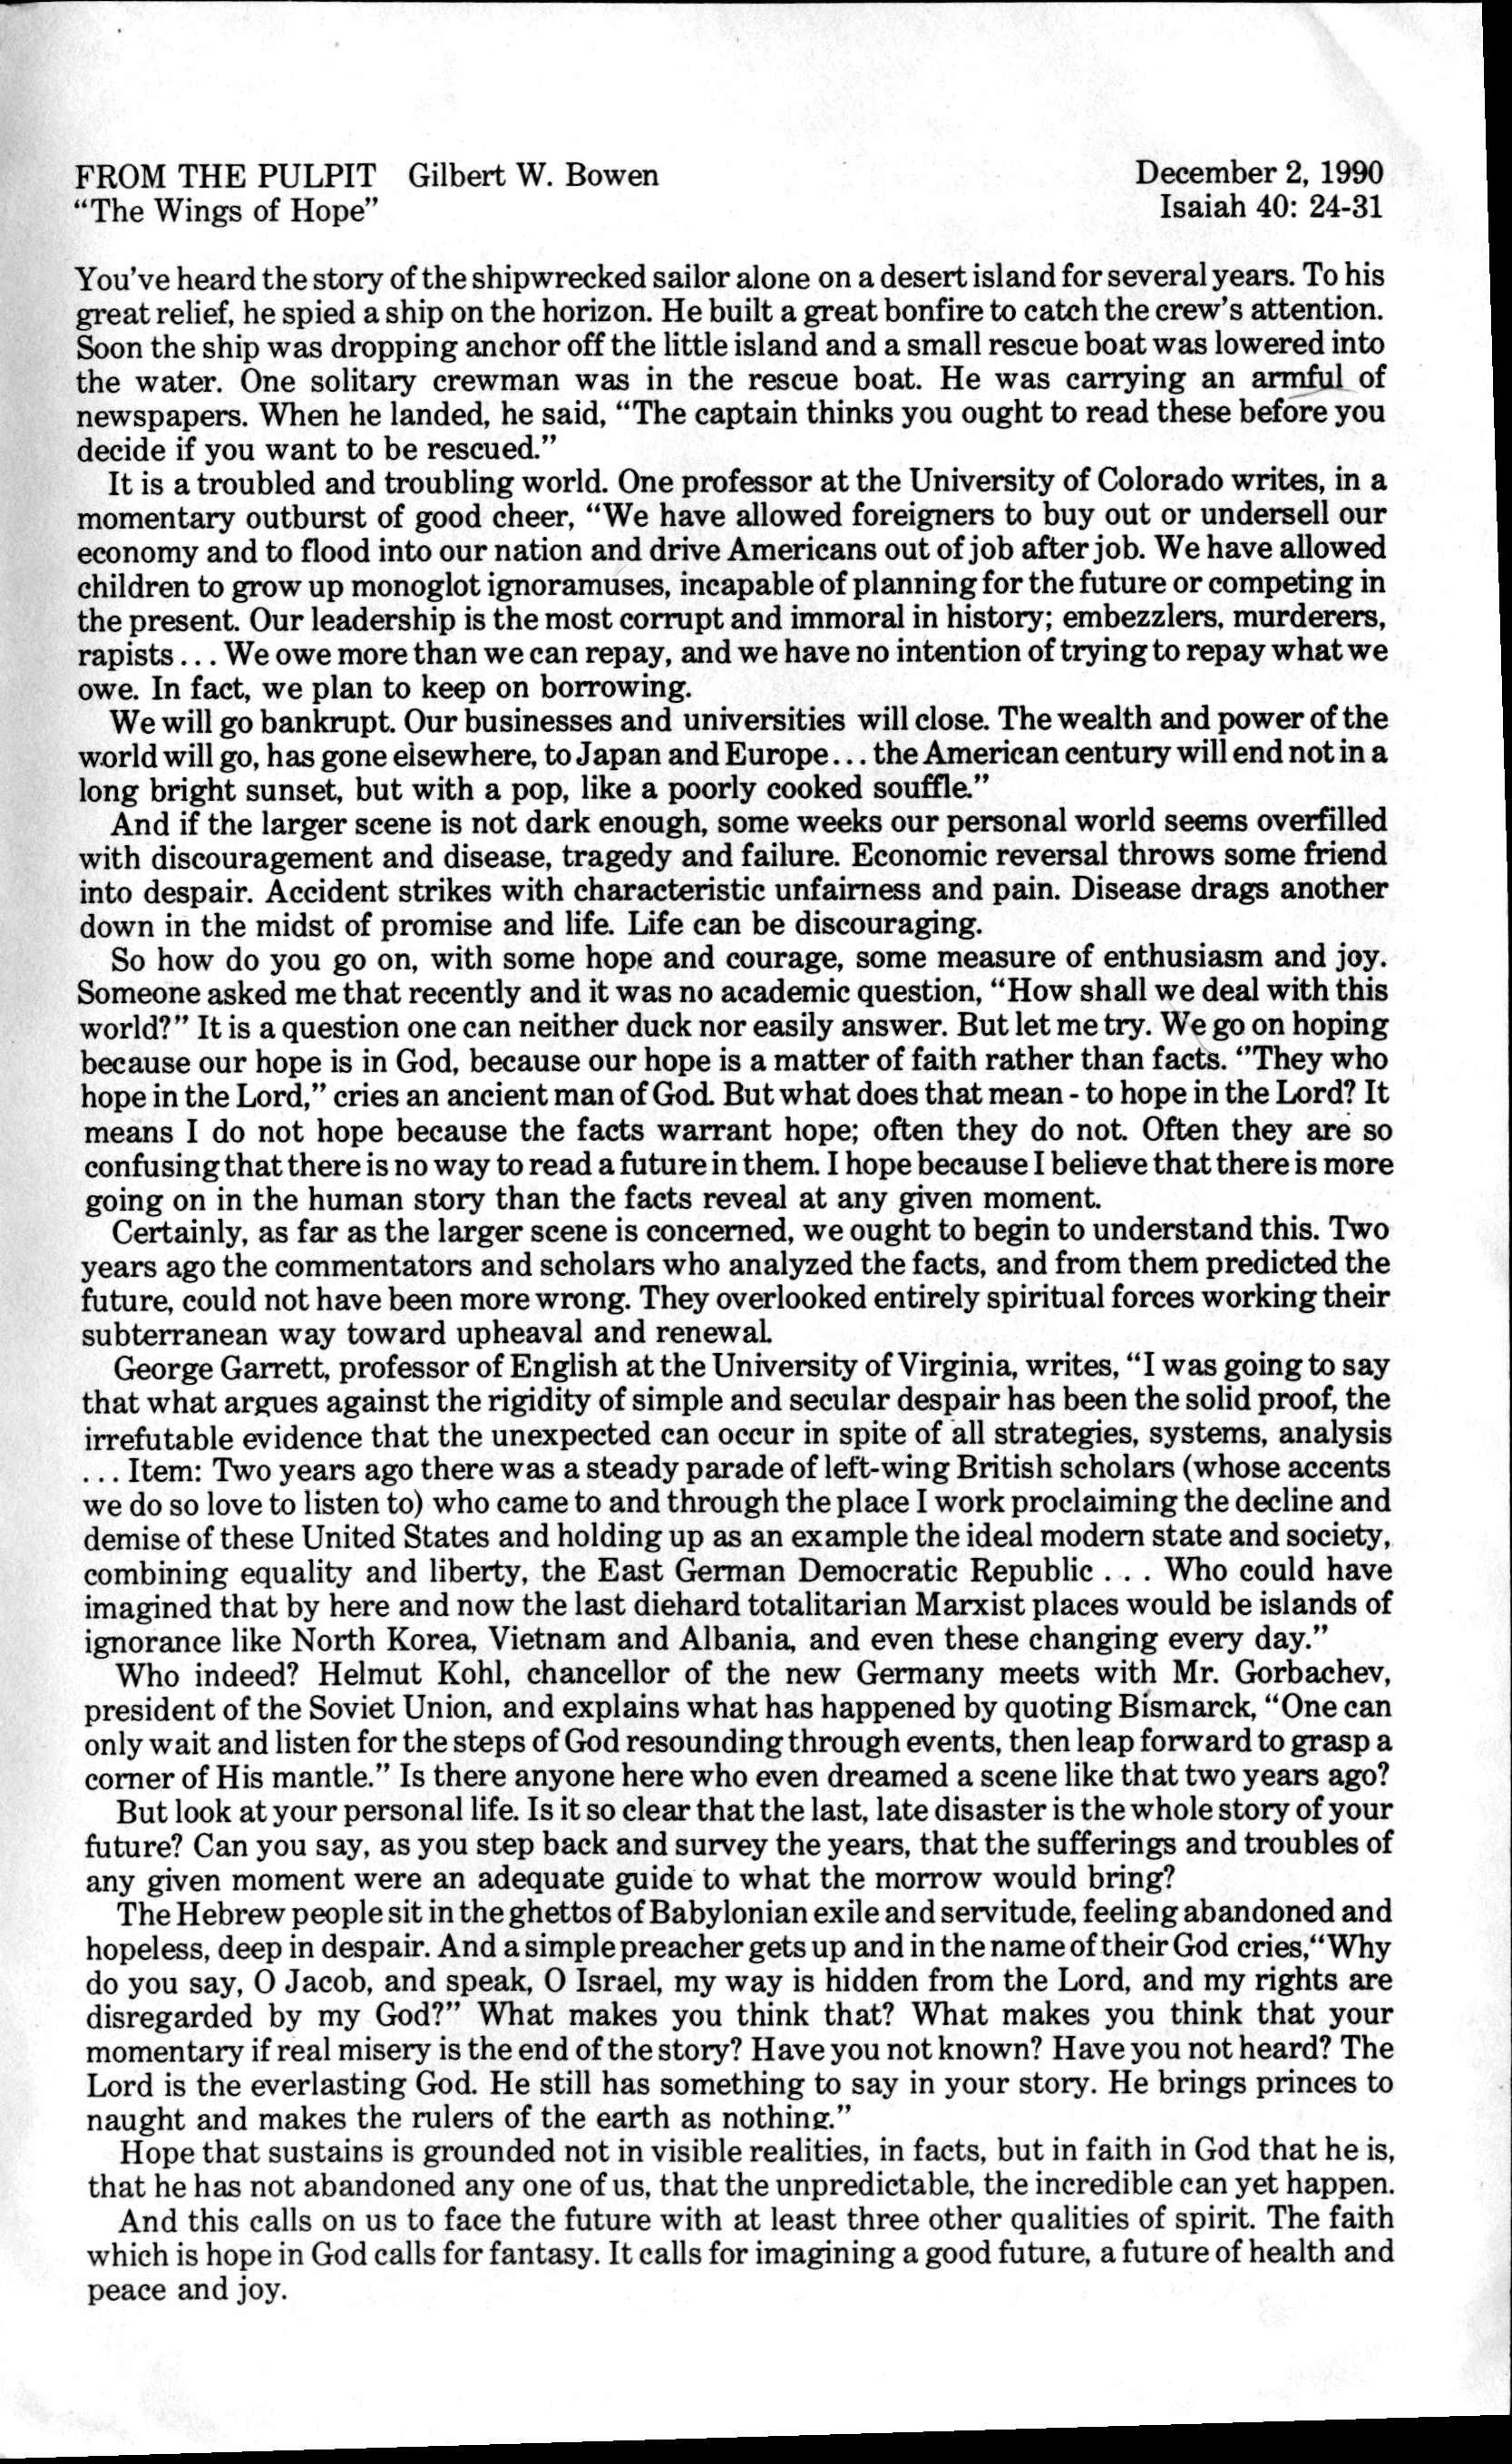 FROM THE PULPIT Gilbert W. Bowen December 2, 1990
“The Wings of Hope” Isaiah 40: 24-31
You’ve heard the story of the shipwrecked sailor alone on a desert island for several years. To his
great relief, he spied a ship on the horizon. He built a great bonfire to catch the crew’s attention.
Soon the ship was dropping anchor off the little island and a small rescue boat was lowered into
the water. One solitary crewman was in the rescue boat. He was carrying an armful of
newspapers. When he landed, he said, “The captain thinks you ought to read these before you
decide if you want to be rescued.”
It is a troubled and troubling world. One professor at the University of Colorado writes, in a
momentary outburst of good cheer, “We have allowed foreigners to buy out or undersell our
economy and to flood into our nation and drive Americans out of job after job. We have allowed
children to grow up monoglot ignoramuses, incapable of planning for the future or competing in
the present. Our leadership is the most corrupt and immoral in history; embezzlers, murderers,
rapists . . . We owe more than we can repay, and we have no intention of trying to repay what we
owe. In fact, we plan to keep on borrowing.
We will go bankrupt. Our businesses and universities will close. The wealth and power of the
world will go, has gone elsewhere, to Japan and Europe . . . the American century will end not in a
long bright sunset, but with a pop, like a poorly cooked souffle.”
And if the larger scene is not dark enough, some weeks our personal world seems overfilled
with discouragement and disease, tragedy and failure. Economic reversal throws some friend
into despair. Accident strikes with characteristic unfairness and pain. Disease drags another
down in the midst of promise and life. Life can be discouraging.
So how do you go on, with some hope and courage, some measure of enthusiasm and joy.
Someone asked me that recently and it was no academic question, “How shall we deal with this
world?” It is a question one can neither duck nor easily answer. But let me try. We go on hoping
because our hope is in God, because our hope is a matter of faith rather than facts. “They who
hope in the Lord,” cries an ancient man of God. But what does that mean - to hope in the Lord? It
means I do not hope because the facts warrant hope; often they do not. Often they are so
confusing that there is no way to read a future in them. I hope because I believe that there is more
going on in the human story than the facts reveal at any given moment.
Certainly, as far as the larger scene is concerned, we ought to begin to understand this. Two
years ago the commentators and scholars who analyzed the facts, and from them predicted the
future, could not have been more wrong. They overlooked entirely spiritual forces working their
subterranean way toward upheaval and renewal.
George Garrett, professor of English at the University of Virginia, writes, “I was going to say
that what argues against the rigidity of simple and secular despair has been the solid proof, the
irrefutable evidence that the unexpected can occur in spite of all strategies, systems, analysis
. . . Item: Two years ago there was a steady parade of left-wing British scholars (whose accents
we do so love to listen to) who came to and through the place I work proclaiming the decline and
demise of these United States and holding up as an example the ideal modern state and society,
combining equality and liberty, the East German Democratic Republic . . . Who could have
imagined that by here and now the last diehard totalitarian Marxist places would be islands of
ignorance like North Korea, Vietnam and Albania, and even these changing every day.”
Who indeed? Helmut Kohl, chancellor of the new Germany meets with Mr. Gorbachev,
president of the Soviet Union, and explains what has happened by quoting Bismarck, “One can
only wait and listen for the steps of God resounding through events, then leap forward to grasp a
corner of His mantle.” Is there anyone here who even dreamed a scene like that two years ago?
But look at your personal life. Is it so clear that the last, late disaster is the whole story of your
future? Can you say, as you step back and survey the years, that the sufferings and troubles of
any given moment were an adequate guide to what the morrow would bring?
The Hebrew people sit in the ghettos of Babylonian exile and servitude, feeling abandoned and
hopeless, deep in despair. And a simple preacher gets up and in the name of their God cries,“Why
do you say, O Jacob, and speak, O Israel, my way is hidden from the Lord, and my rights are
disregarded by my God?” What makes you think that? What makes you think that your
momentary if real misery is the end of the story? Have you not known? Have you not heard? The
Lord is the everlasting God. He still has something to say in your story. He brings princes to
naught and makes the rulers of the earth as nothing.”
Hope that sustains is grounded not in visible realities, in facts, but in faith in God that he is,
that he has not abandoned any one of us, that the unpredictable, the incredible can yet happen.
And this calls on us to face the future with at least three other qualities of spirit. The faith
which is hope in God calls for fantasy. It calls for imagining a good future, a future of health and
peace and joy.